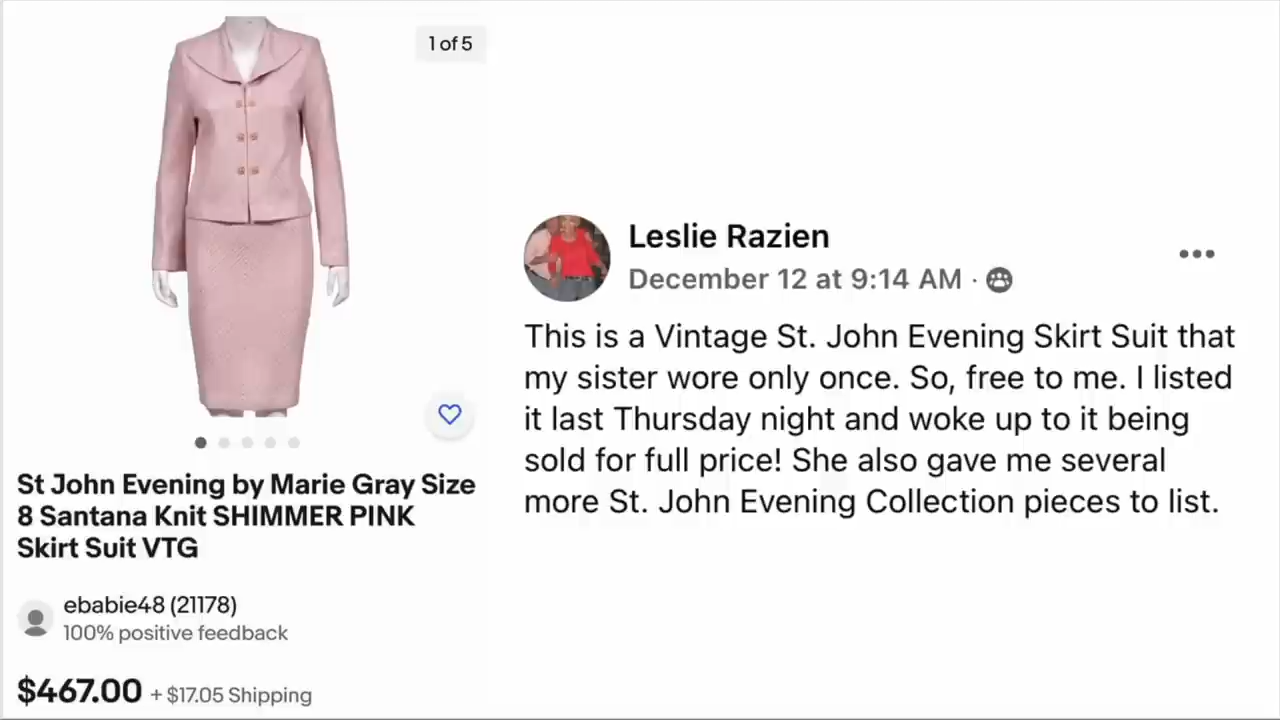 1 of 5
St John Evening by Marie Gray Size
8 Santana Knit SHIMMER PINK
Skirt Suit VTG
ebabie48 (21178)
100% positive feedback
$467.00 + $17.05 Shipping
Leslie Razien
December 12 at 9:14 AM ·
This is a Vintage St. John Evening Skirt Suit that
my sister wore only once. So, free to me. I listed
it last Thursday night and woke up to it being
sold for full price! She also gave me several
more St. John Evening Collection pieces to list.